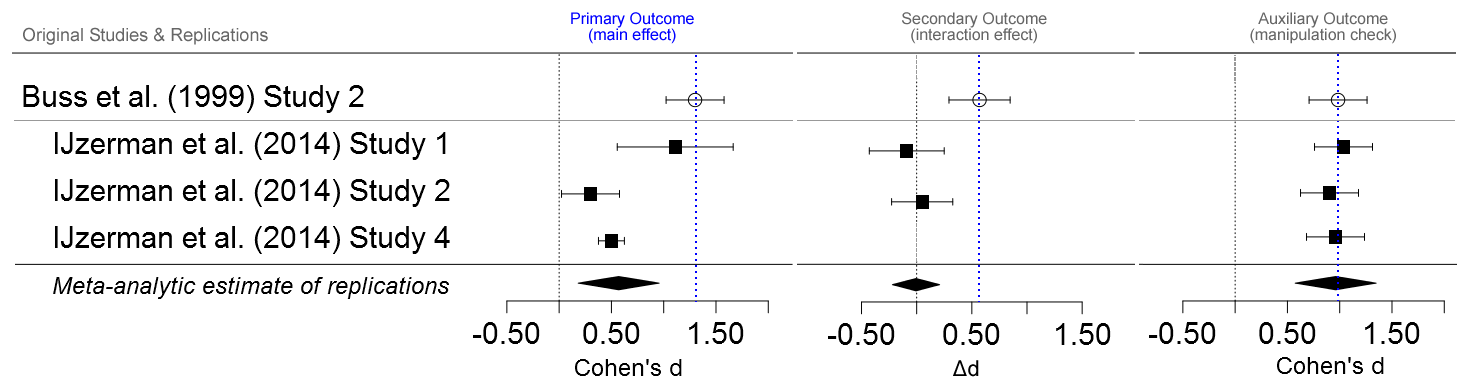 Original Studies & Replications
Primary Outcome
(main effect)
Secondary Outcome
(interaction effect)
Auxiliary Outcome
(manipulation check)
Buss et al. (1999) Study 2
IJzerman et al. (2014) Study 1
IJzerman et al. (2014) Study 2
IJzerman et al. (2014) Study 4
Meta-analytic estimate of replications
-0.50 0.50 1.50
Cohen's d
-0.50 0.50 1.50
Δd
-0.50 0.50 1.50
Cohen's d